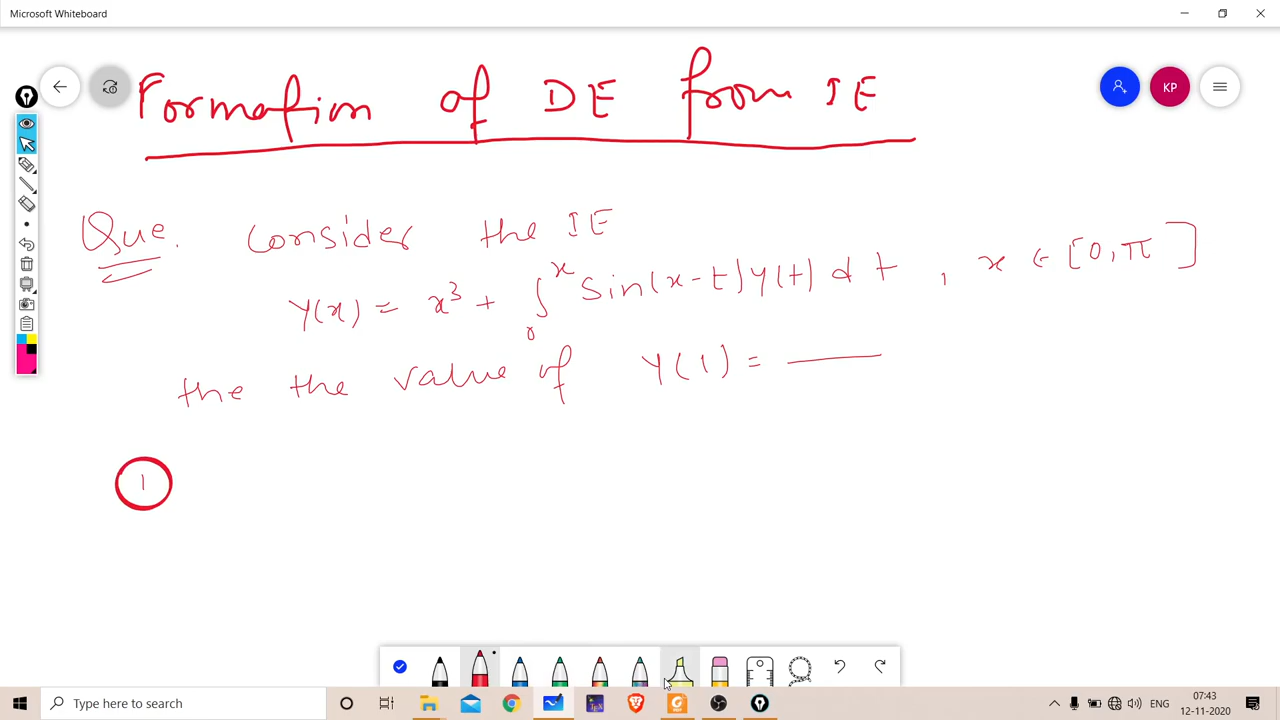 Microsoft Whiteboard
Formation of DE from IE
KP
Que. Consider the IE
y(x) = x³ + ∫₀ˣ Sin(x-t)y(t) dt , x ∈ [0,π]
the the value of y(1) = ___
1
Type here to search
ENG
07:43
12-11-2020